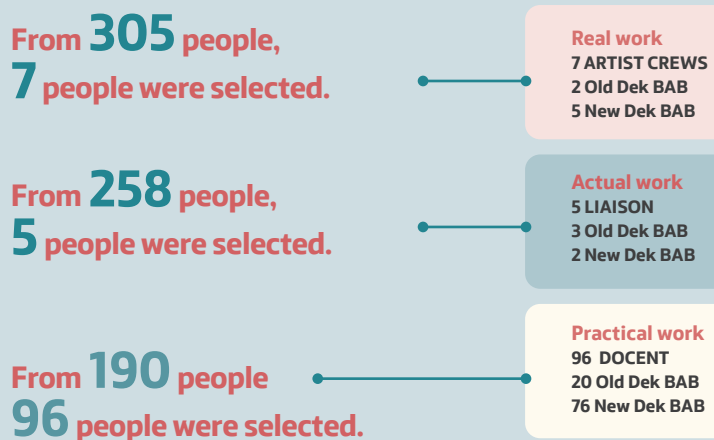 From 305 people,
7 people were selected.
Real work
7 ARTIST CREWS
2 Old Dek BAB
5 New Dek BAB
From 258 people,
5 people were selected.
Actual work
5 LIAISON
3 Old Dek BAB
2 New Dek BAB
From 190 people
96 people were selected.
Practical work
96 DOCENT
20 Old Dek BAB
76 New Dek BAB